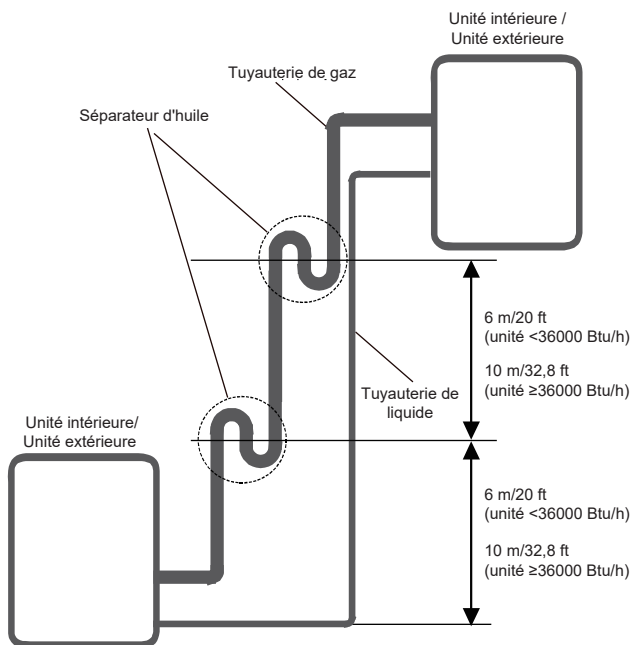 Unité intérieure /
Unité extérieure
Tuyauterie de gaz
Séparateur d'huile
6 m/20 ft
(unité <36000 Btu/h)
10 m/32,8 ft
(unité ≥36000 Btu/h)
Tuyauterie de
liquide
Unité intérieure/
Unité extérieure
6 m/20 ft
(unité <36000 Btu/h)
10 m/32,8 ft
(unité ≥36000 Btu/h)